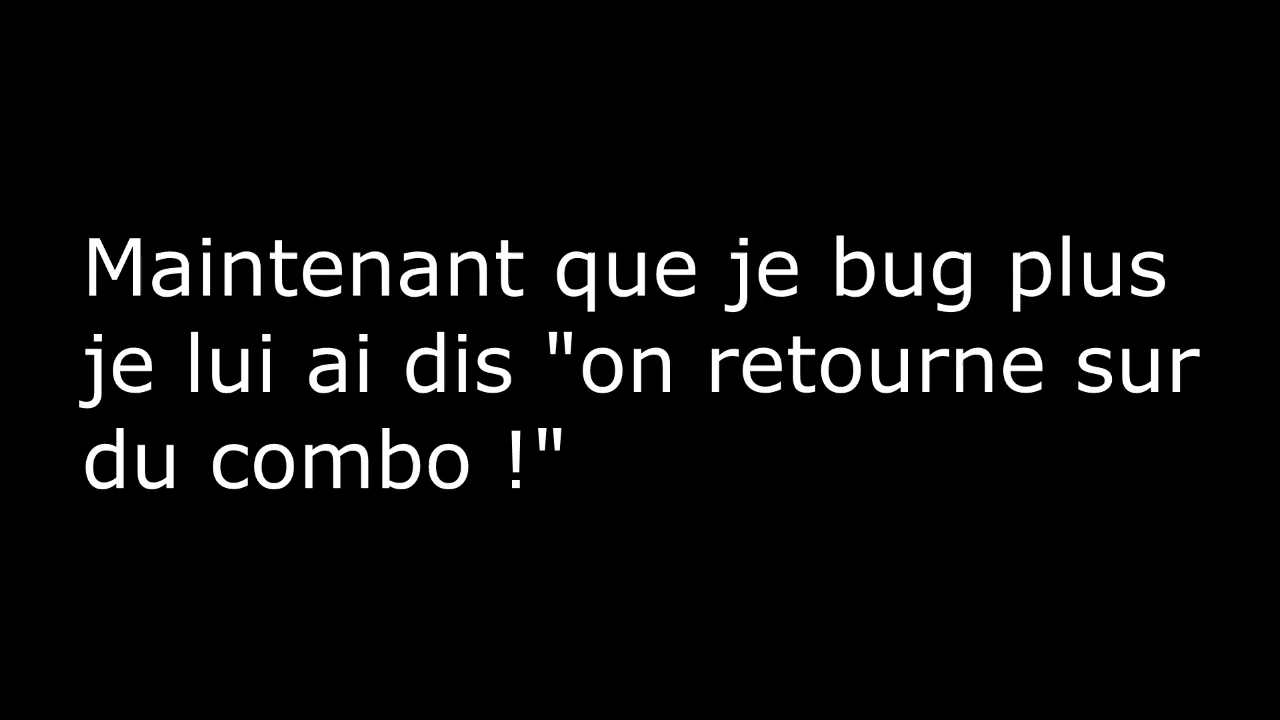 Maintenant que je bug plus
je lui ai dis "on retourne sur
du combo !"